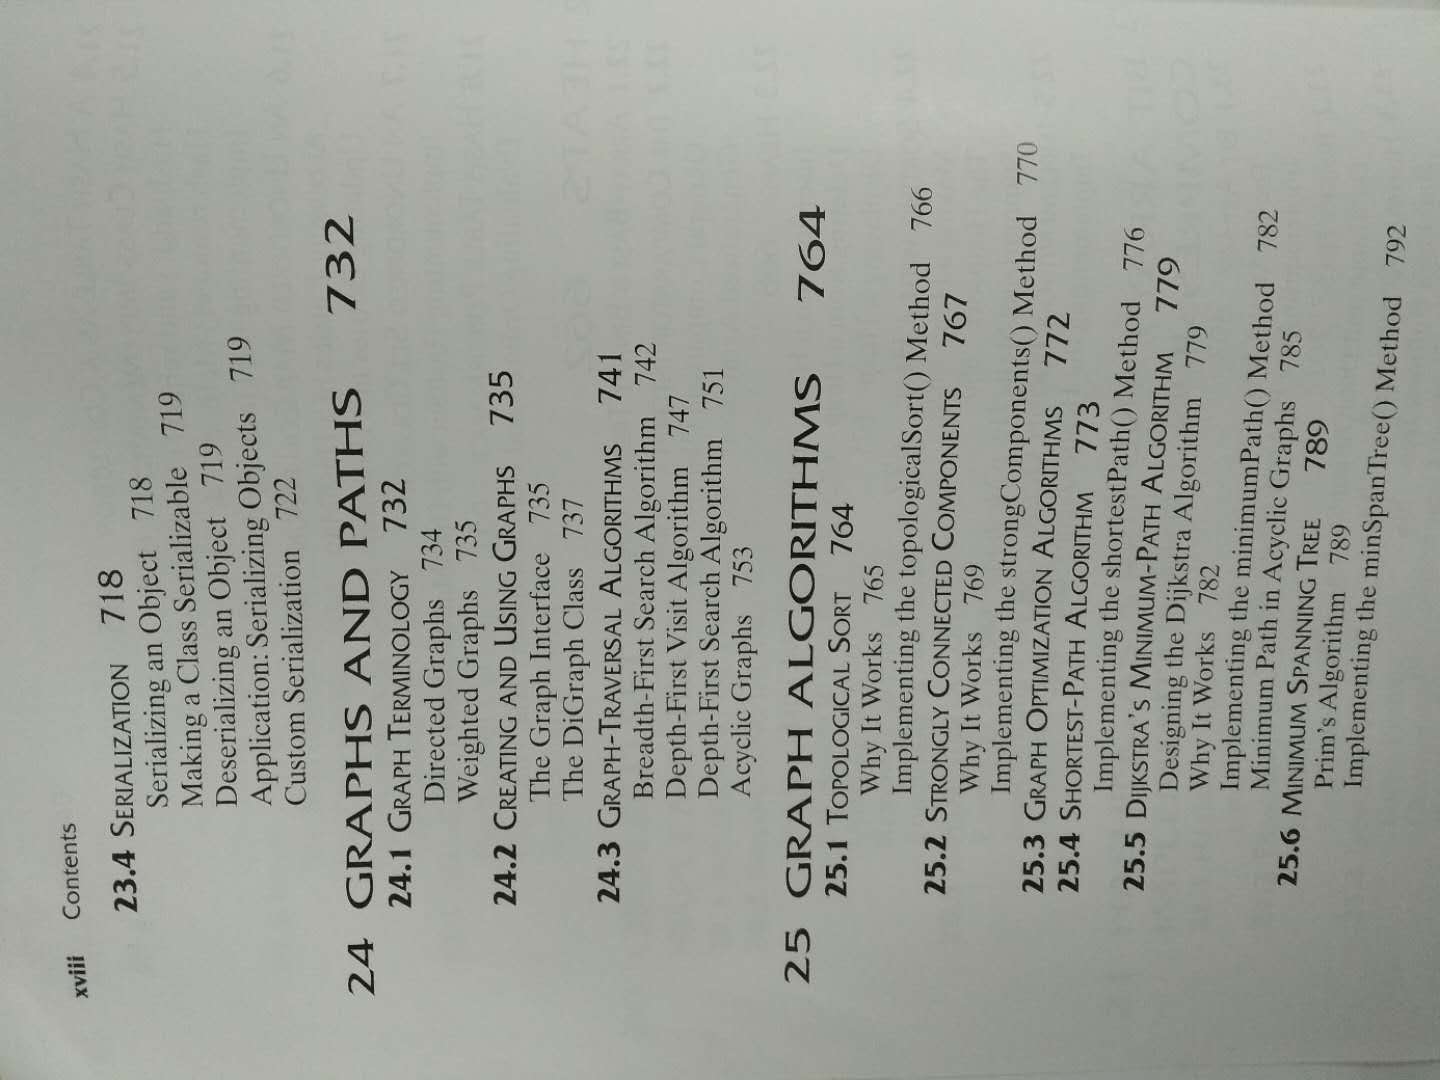 xviii Contents
23.4 SERIALIZATION 718
Serializing an Object 718
Making a Class Serializable 719
Deserializing an Object 719
Application: Serializing Objects 719
Custom Serialization 722
24 GRAPHS AND PATHS 732
24.1 GRAPH TERMINOLOGY 732
Directed Graphs 734
Weighted Graphs 735
24.2 CREATING AND USING GRAPHS 735
The Graph Interface 735
The DiGraph Class 737
24.3 GRAPH-TRAVERSAL ALGORITHMS 741
Breadth-First Search Algorithm 742
Depth-First Visit Algorithm 747
Depth-First Search Algorithm 751
Acyclic Graphs 753
25 GRAPH ALGORITHMS 764
25.1 TOPOLOGICAL SORT 764
Why It Works 765
Implementing the topologicalSort() Method 766
25.2 STRONGLY CONNECTED COMPONENTS 767
Why It Works 769
Implementing the strongComponents() Method 770
25.3 GRAPH OPTIMIZATION ALGORITHMS 772
25.4 SHORTEST-PATH ALGORITHM 773
Implementing the shortestPath() Method 776
25.5 DIJKSTRA'S MINIMUM-PATH ALGORITHM 779
Designing the Dijkstra Algorithm 779
Why It Works 782
Implementing the minimumPath() Method 782
Minimum Path in Acyclic Graphs 785
25.6 MINIMUM SPANNING TREE 789
Prim's Algorithm 789
Implementing the minSpanTree() Method 792